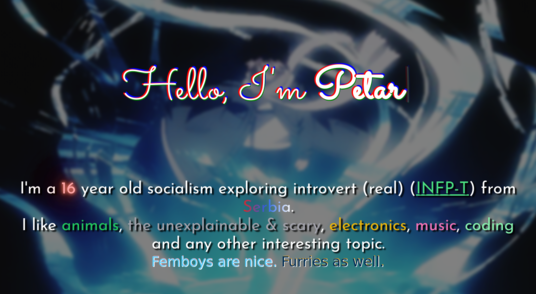 Hello, I'm Petar
I'm a 16 year old socialism exploring introvert (real) (INFP-T) from
Serbia.
I like animals, the unexplainable & scary, electronics, music, coding
and any other interesting topic.
Femboys are nice. Furries as well.